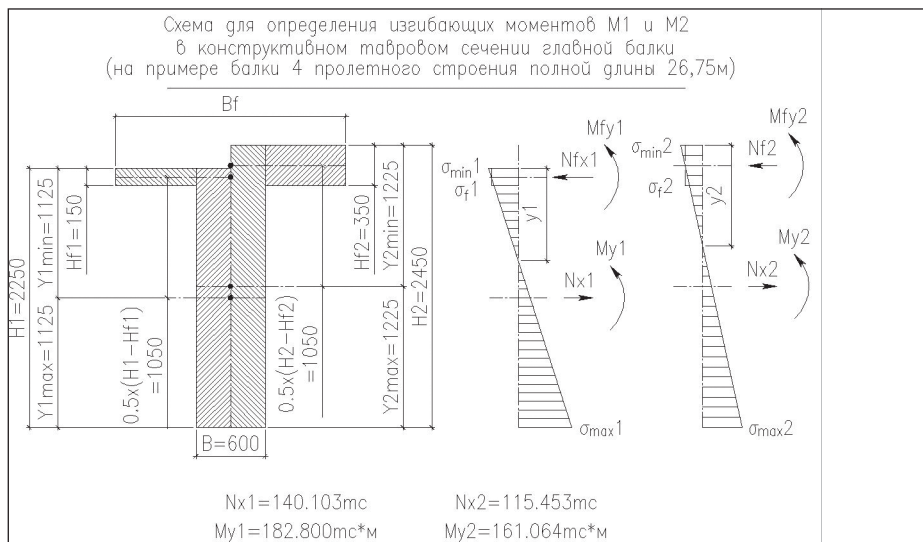 Схема для определения изгибающих моментов М1 и М2
в конструктивном тавровом сечении главной балки
(на примере балки 4 пролетного строения полной длины 26,75м)
Bf
H1=2250
Y1max=1125
Y1min=1125
Hf1=150
0.5x(H1-Hf1)
=1050
B=600
0.5x(H2-Hf2)
=1050
Hf2=350
Y2max=1225
Y2min=1225
H2=2450
σmin1
σf1
Nfx1
Mfy1
y1
Nx1
My1
σmax1
σmin2
σf2
Nf2
Mfy2
y2
Nx2
My2
σmax2
Nx1=140.103тс
Nx2=115.453тс
My1=182.800тс*м
My2=161.064тс*м